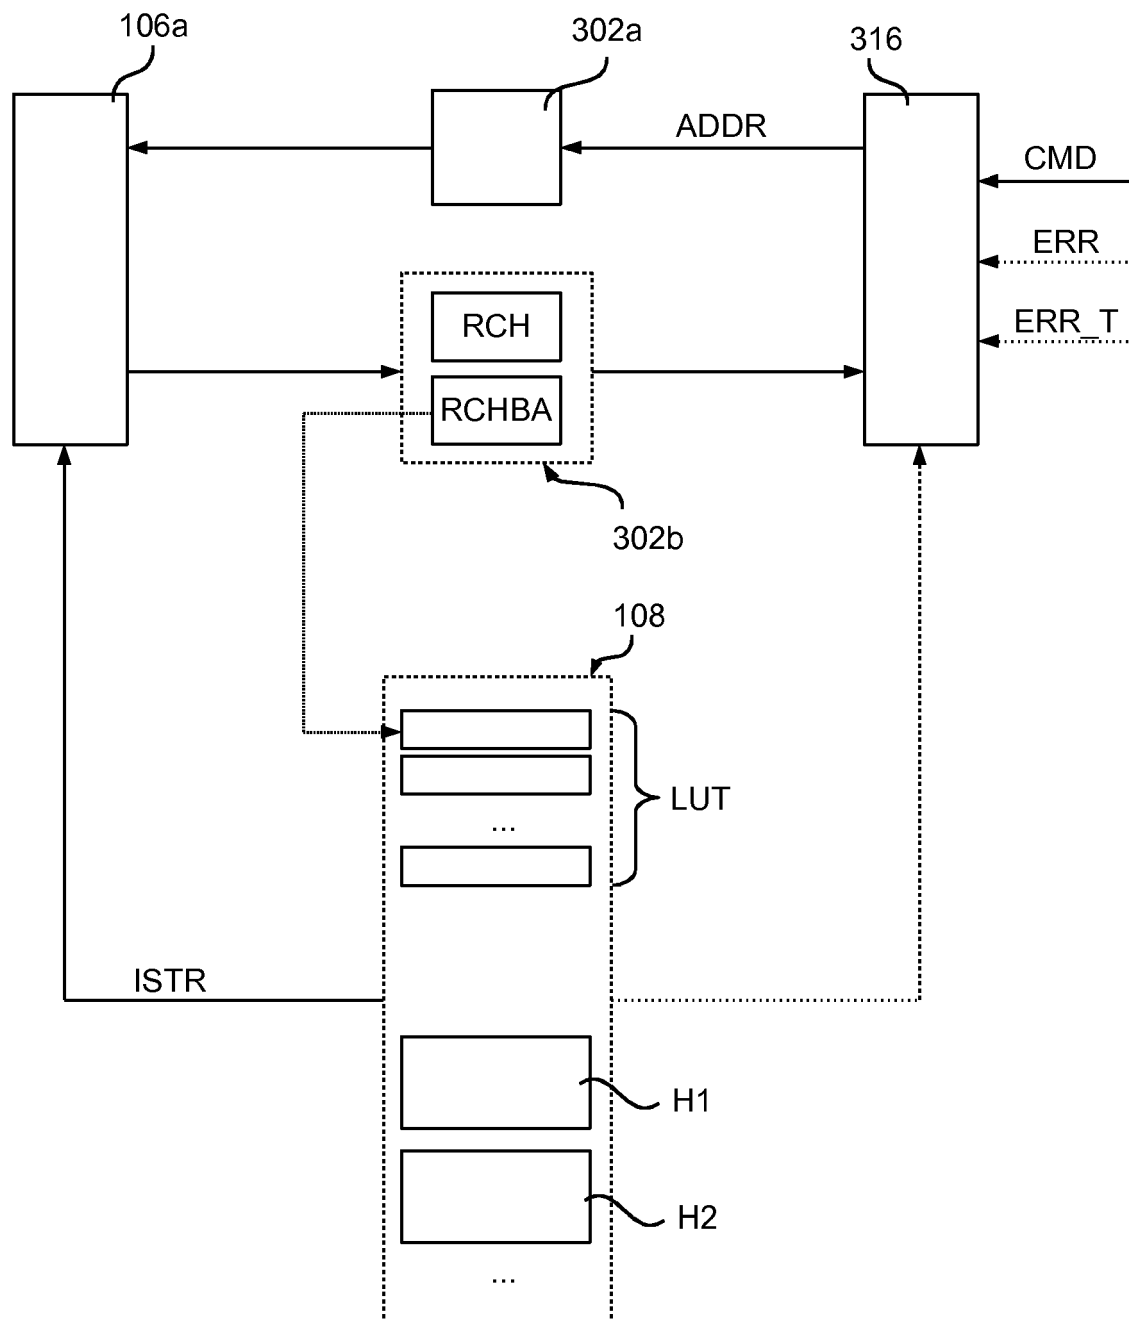 106a
302a
316
ADDR
CMD
ERR
ERR_T
RCH
RCHBA
302b
108
...
LUT
ISTR
H1
H2
...